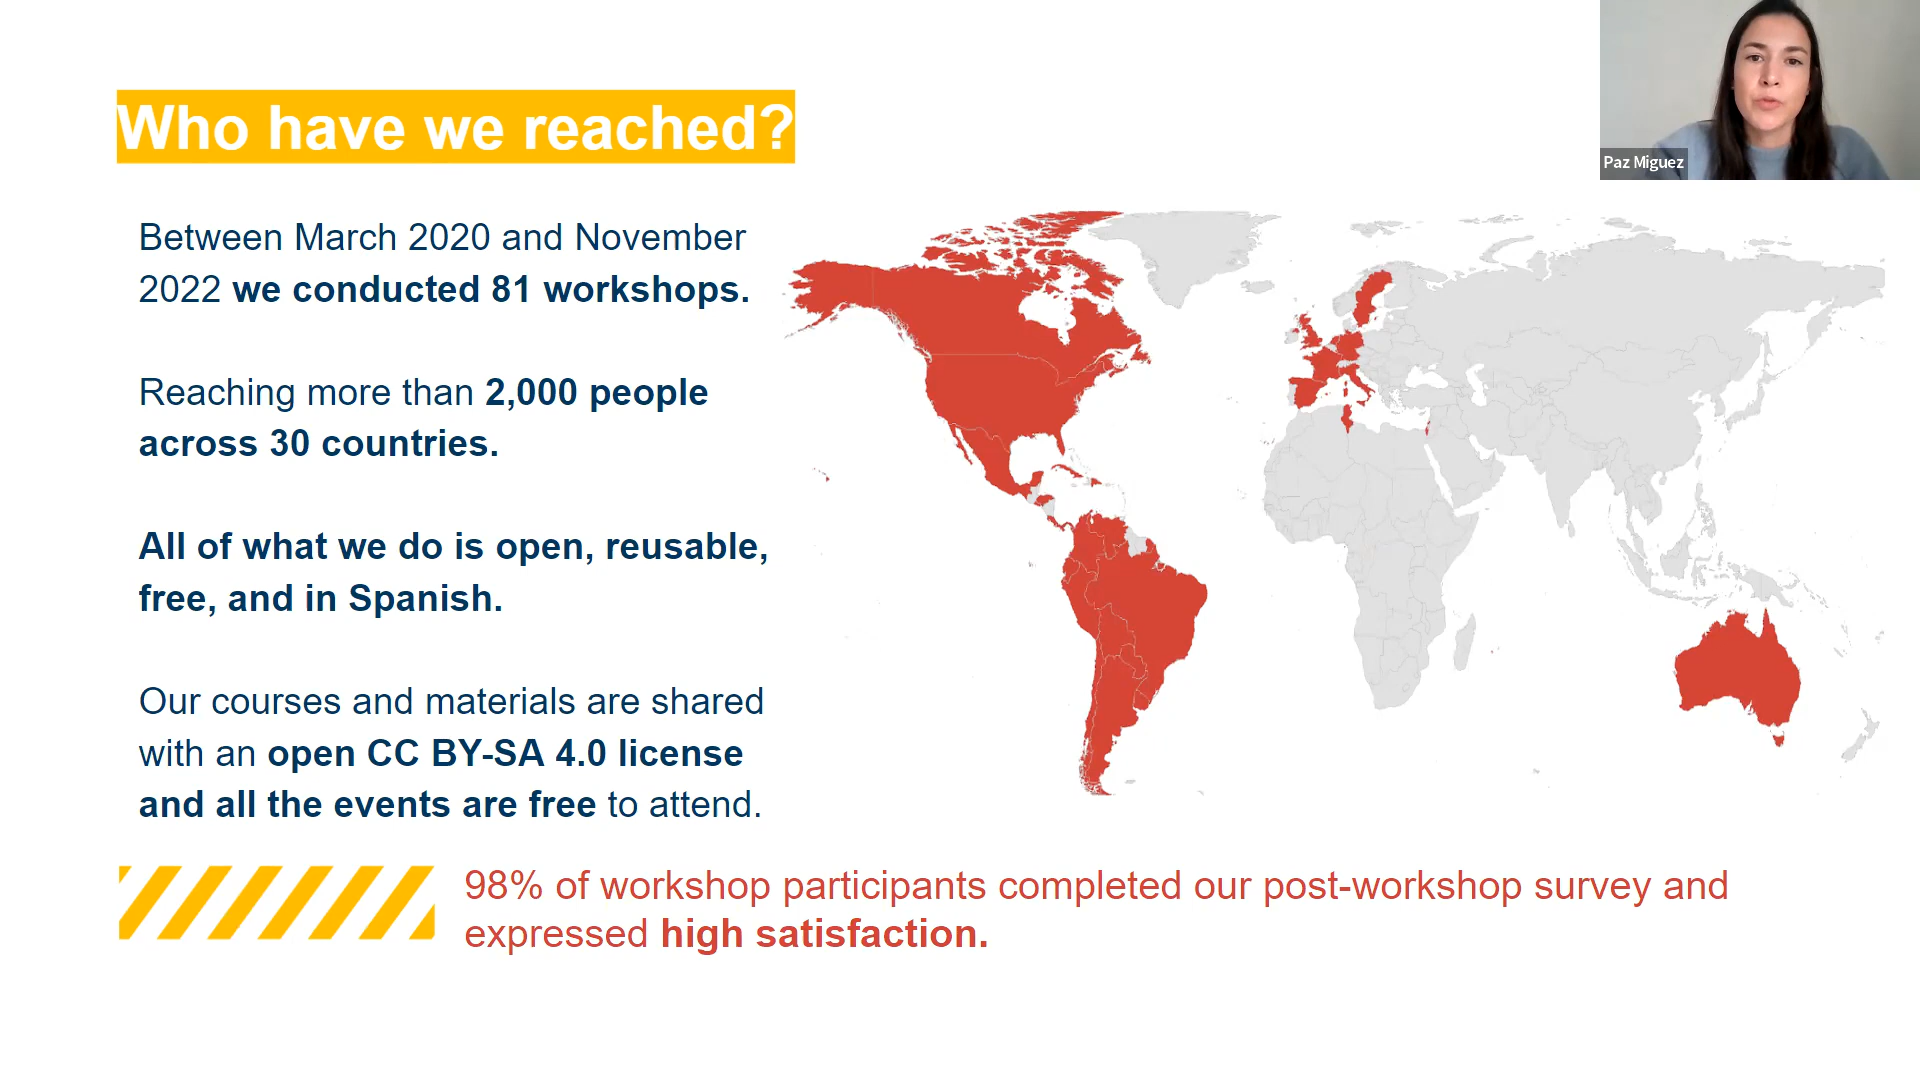 Who have we reached?
Paz Miguez
Between March 2020 and November
2022 we conducted 81 workshops.
Reaching more than 2,000 people
across 30 countries.
All of what we do is open, reusable,
free, and in Spanish.
Our courses and materials are shared
with an open CC BY-SA 4.0 license
and all the events are free to attend.
98% of workshop participants completed our post-workshop survey and
expressed high satisfaction.